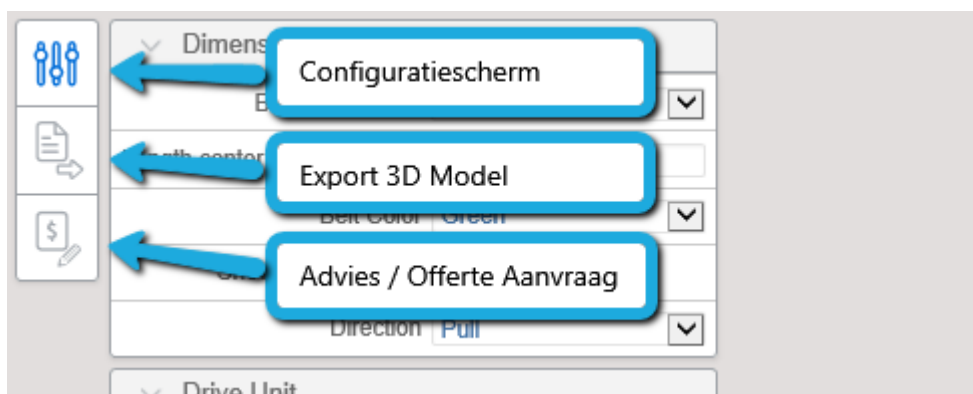 Dimens
Configuratiescherm
Export 3D Model
Belt Color Green
Advies / Offerte Aanvraag
Direction Pull
Drive Unit